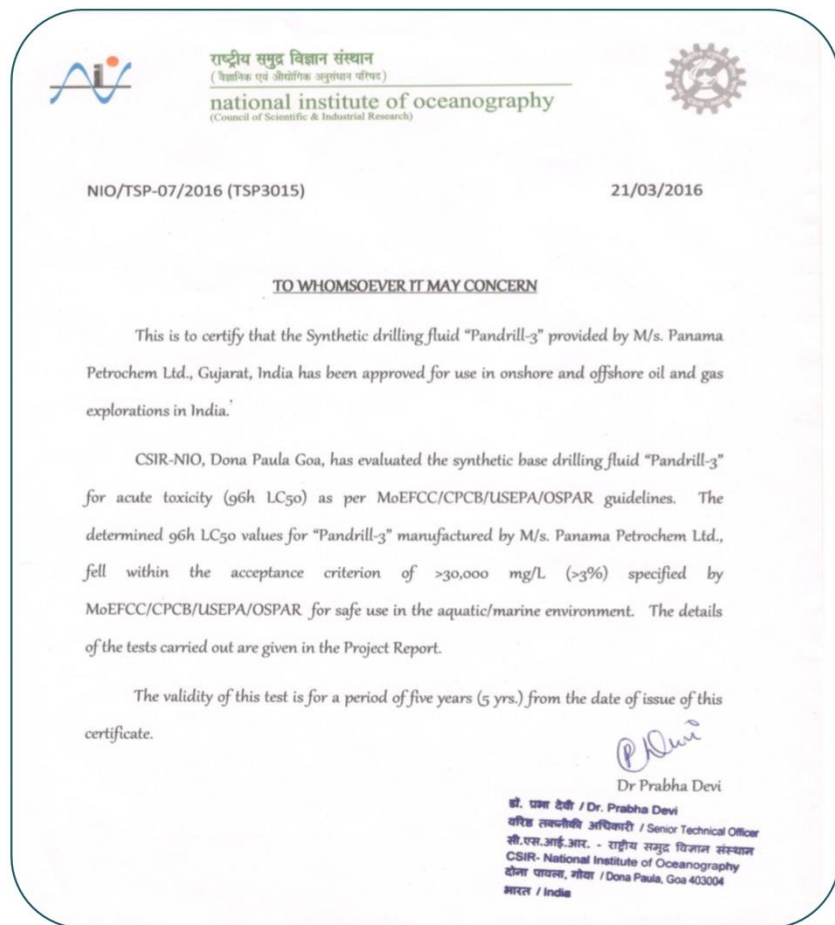 राष्ट्रीय समुद्र विज्ञान संस्थान
( वैज्ञानिक एवं औद्योगिक अनुसंधान परिषद )
national institute of oceanography
(Council of Scientific & Industrial Research)
NIO/TSP-07/2016 (TSP3015) 21/03/2016
TO WHOMSOEVER IT MAY CONCERN
This is to certify that the Synthetic drilling fluid “Pandrill-3” provided by M/s. Panama
Petrochem Ltd., Gujarat, India has been approved for use in onshore and offshore oil and gas
explorations in India.
CSIR-NIO, Dona Paula Goa, has evaluated the synthetic base drilling fluid “Pandrill-3”
for acute toxicity (96h LC50) as per MoEFCC/CPCB/USEPA/OSPAR guidelines. The
determined 96h LC50 values for “Pandrill-3” manufactured by M/s. Panama Petrochem Ltd.,
fell within the acceptance criterion of >30,000 mg/L (>3%) specified by
MoEFCC/CPCB/USEPA/OSPAR for safe use in the aquatic/marine environment. The details
of the tests carried out are given in the Project Report.
The validity of this test is for a period of five years (5 yrs.) from the date of issue of this
certificate.
P Devi
Dr Prabha Devi
डॉ. प्रभा देवी / Dr. Prabha Devi
वरिष्ठ तकनीकी अधिकारी / Senior Technical Officer
सी.एस.आई.आर. - राष्ट्रीय समुद्र विज्ञान संस्थान
CSIR- National Institute of Oceanography
दोना पावला, गोवा / Dona Paula, Goa 403004
भारत / India